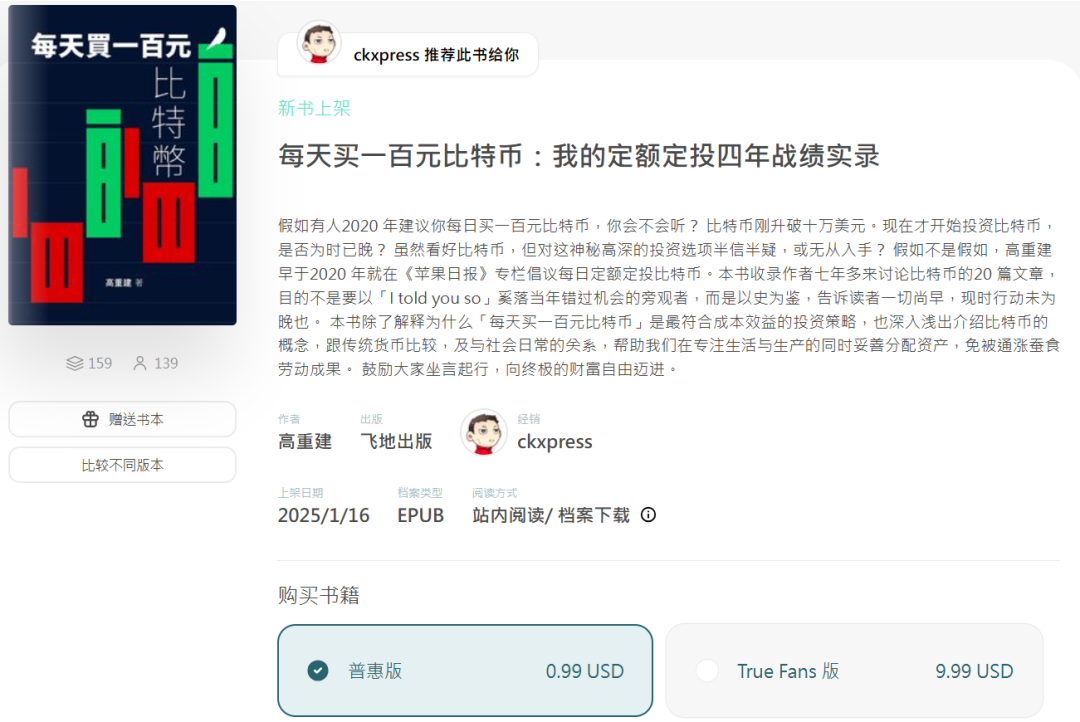 每天買一百元
比特幣
高重建 著
159 139
赠送书本
比较不同版本
ckxpress 推荐此书给你
新书上架
每天买一百元比特币：我的定额定投四年战绩实录
假如有人2020 年建议你每日买一百元比特币，你会不会听？ 比特币刚升破十万美元。现在才开始投资比特币，
是否为时已晚？ 虽然看好比特币，但对这神秘高深的投资选项半信半疑，或无从入手？ 假如不是假如，高重建
早于2020 年就在《苹果日报》专栏倡议每日定额定投比特币。本书收录作者七年多来讨论比特币的20 篇文章，
目的不是要以「I told you so」奚落当年错过机会的旁观者，而是以史为鉴，告诉读者一切尚早，现时行动未为
晚也。 本书除了解释为什么「每天买一百元比特币」是最符合成本效益的投资策略，也深入浅出介绍比特币的
概念，跟传统货币比较，及与社会日常的关系，帮助我们在专注生活与生产的同时妥善分配资产，免被通涨蚕食
劳动成果。 鼓励大家坐言起行，向终极的财富自由迈进。
作者 出版 经销
高重建 飞地出版 ckxpress
上架日期 档案类型 阅读方式
2025/1/16 EPUB 站内阅读/ 档案下载
购买书籍
普惠版 0.99 USD True Fans 版 9.99 USD